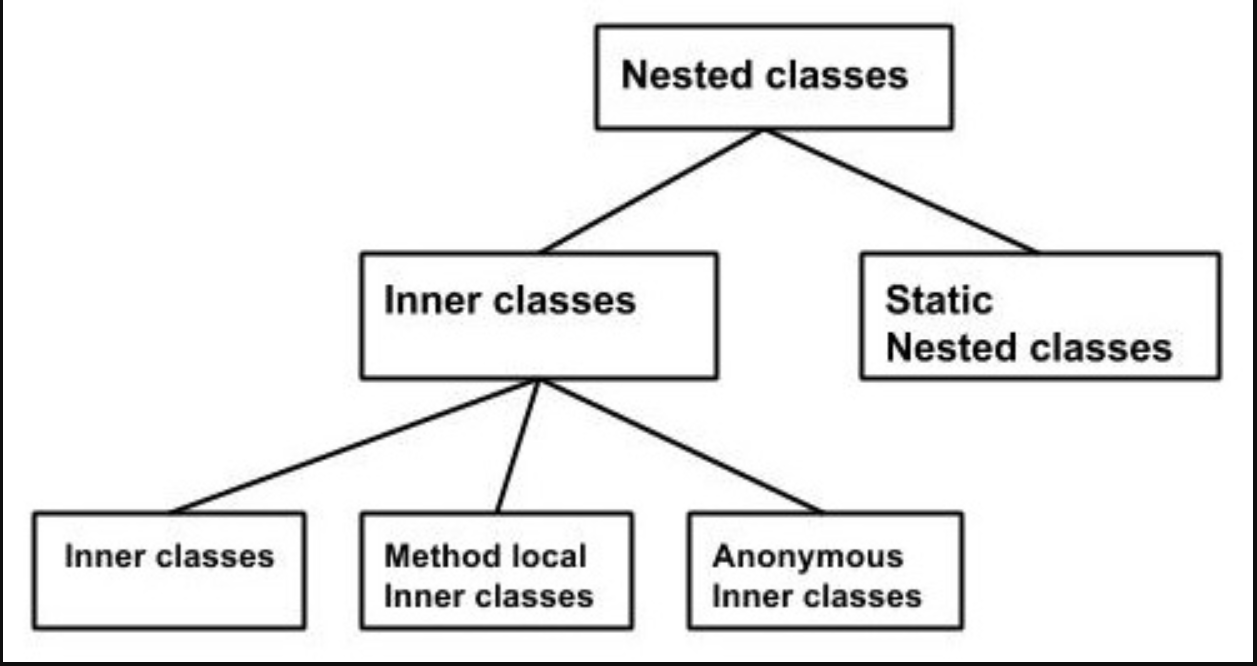 Nested classes
Inner classes
Static
Nested classes
Inner classes
Method local
Inner classes
Anonymous
Inner classes